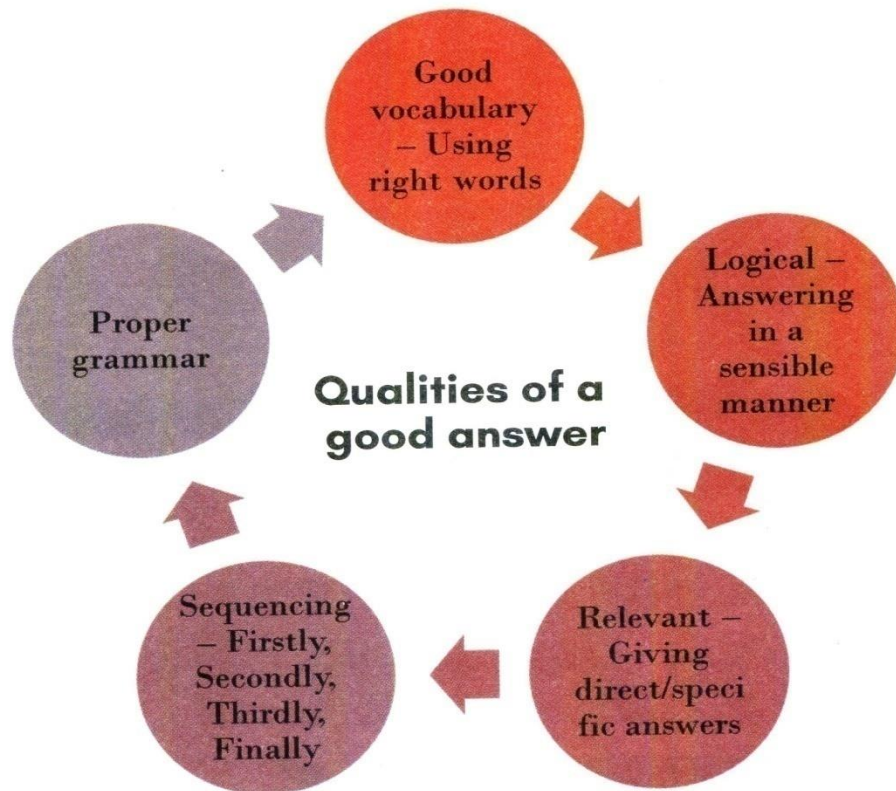 Good
vocabulary
– Using
right words
Logical –
Answering
in a
sensible
manner
Proper
grammar
Qualities of a
good answer
Sequencing
– Firstly,
Secondly,
Thirdly,
Finally
Relevant –
Giving
direct/speci
fic answers